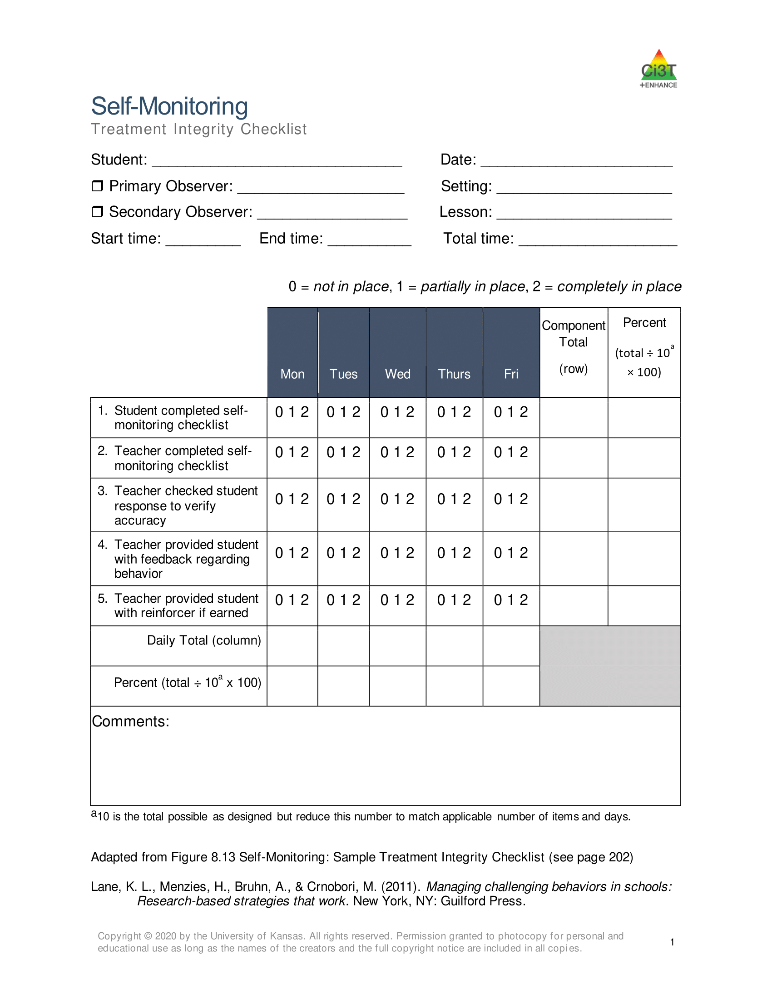 Ci3T
+ENHANCE
Self-Monitoring
Treatment Integrity Checklist
Student: ______________________________ Date: _______________________
❒ Primary Observer: ____________________ Setting: _____________________
❒ Secondary Observer: __________________ Lesson: _____________________
Start time: _________ End time: __________ Total time: ___________________
0 = not in place, 1 = partially in place, 2 = completely in place
Mon Tues Wed Thurs Fri Component Total (row) Percent (total ÷ 10ᵃ × 100)
1. Student completed self-
monitoring checklist
0 1 2 0 1 2 0 1 2 0 1 2 0 1 2
2. Teacher completed self-
monitoring checklist
0 1 2 0 1 2 0 1 2 0 1 2 0 1 2
3. Teacher checked student
response to verify
accuracy
0 1 2 0 1 2 0 1 2 0 1 2 0 1 2
4. Teacher provided student
with feedback regarding
behavior
0 1 2 0 1 2 0 1 2 0 1 2 0 1 2
5. Teacher provided student
with reinforcer if earned
0 1 2 0 1 2 0 1 2 0 1 2 0 1 2
Daily Total (column)
Percent (total ÷ 10ᵃ x 100)
Comments:
ᵃ10 is the total possible as designed but reduce this number to match applicable number of items and days.
Adapted from Figure 8.13 Self-Monitoring: Sample Treatment Integrity Checklist (see page 202)
Lane, K. L., Menzies, H., Bruhn, A., & Crnobori, M. (2011). Managing challenging behaviors in schools:
Research-based strategies that work. New York, NY: Guilford Press.
Copyright © 2020 by the University of Kansas. All rights reserved. Permission granted to photocopy for personal and
educational use as long as the names of the creators and the full copyright notice are included in all copies.
1